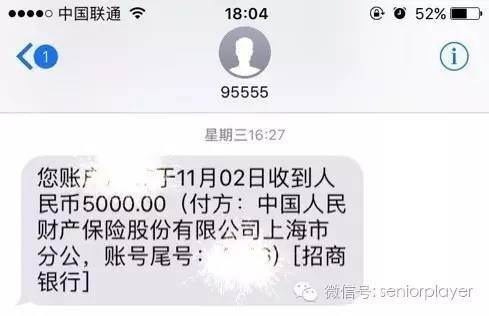 中国联通 18:04 52%
1
95555
星期三16:27
您账户 于11月02日收到人
民币5000.00（付方：中国人民
财产保险股份有限公司上海市
分公，账号尾号： ）[招商
银行]
微信号: seniorplayer